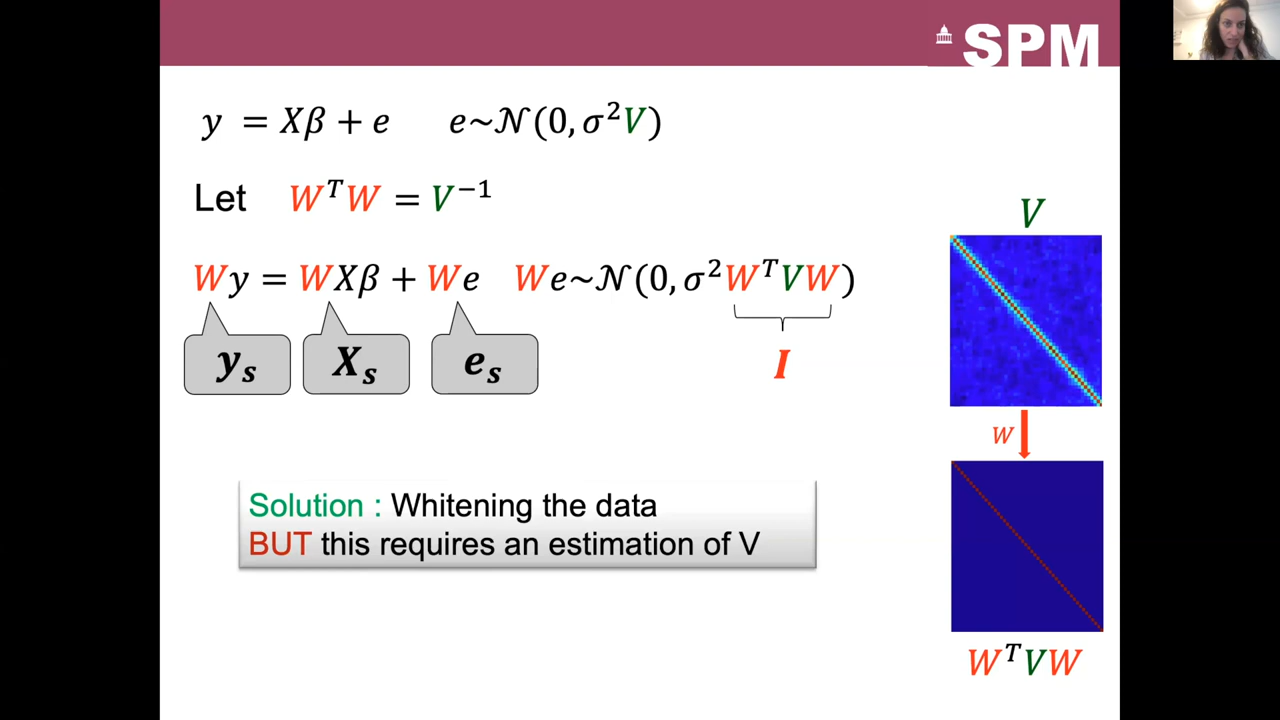 SPM
y = Xβ + e e~𝒩(0, σ²V)
Let WᵀW = V⁻¹
V
Wy = WXβ + We We~𝒩(0, σ²WᵀVW)
yₛ Xₛ eₛ I
W
Solution : Whitening the data
BUT this requires an estimation of V
WᵀVW